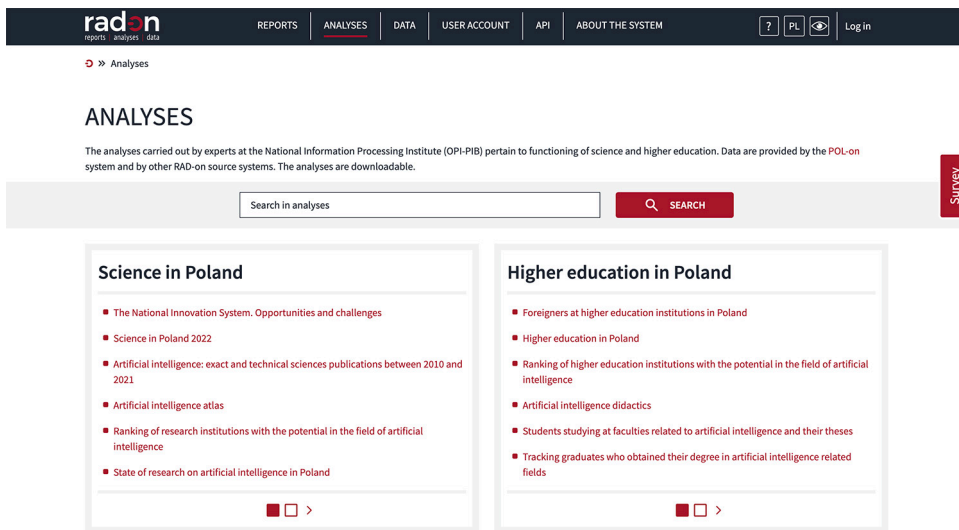 radon
reports | analyses | data
REPORTS
ANALYSES
DATA
USER ACCOUNT
API
ABOUT THE SYSTEM
?
PL
Log in
» Analyses
ANALYSES
The analyses carried out by experts at the National Information Processing Institute (OPI-PIB) pertain to functioning of science and higher education. Data are provided by the POL-on
system and by other RAD-on source systems. The analyses are downloadable.
Survey
Search in analyses
SEARCH
Science in Poland
The National Innovation System. Opportunities and challenges
Science in Poland 2022
Artificial intelligence: exact and technical sciences publications between 2010 and
2021
Artificial intelligence atlas
Ranking of research institutions with the potential in the field of artificial
intelligence
State of research on artificial intelligence in Poland
Higher education in Poland
Foreigners at higher education institutions in Poland
Higher education in Poland
Ranking of higher education institutions with the potential in the field of artificial
intelligence
Artificial intelligence didactics
Students studying at faculties related to artificial intelligence and their theses
Tracking graduates who obtained their degree in artificial intelligence related
fields